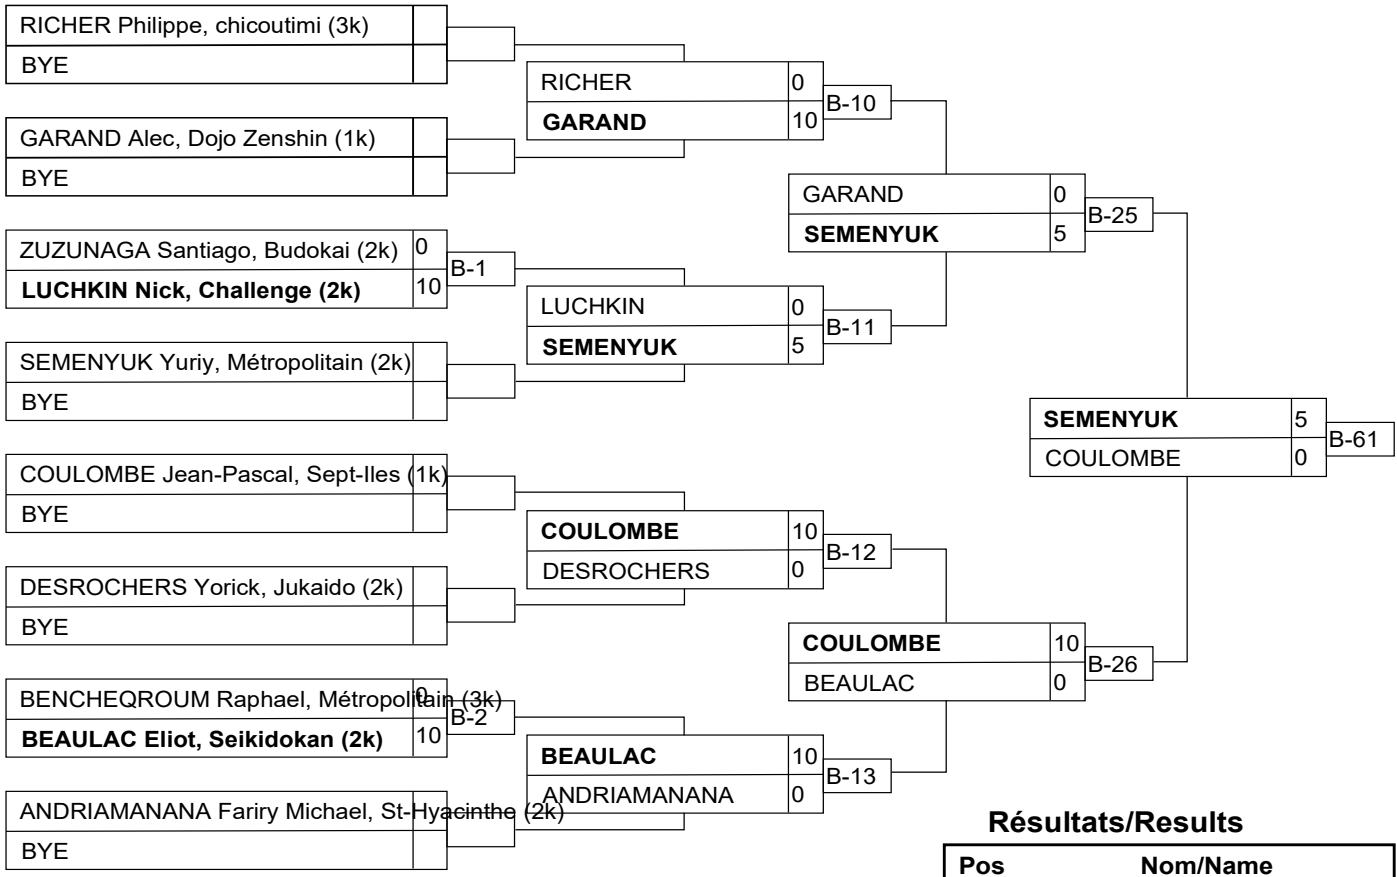 RICHER Philippe, chicoutimi (3k)
BYE
GARAND Alec, Dojo Zenshin (1k)
BYE
ZUZUNAGA Santiago, Budokai (2k) 0
LUCHKIN Nick, Challenge (2k) 10
B-1
SEMENYUK Yuriy, Métropolitain (2k)
BYE
COULOMBE Jean-Pascal, Sept-Iles (1k)
BYE
DESROCHERS Yorick, Jukaido (2k)
BYE
BENCHEQROUM Raphael, Métropolitain (3k) 0
BEAULAC Eliot, Seikidokan (2k) 10
B-2
ANDRIAMANANA Fariry Michael, St-Hyacinthe (2k)
BYE
RICHER 0
GARAND 10
B-10
LUCHKIN 0
SEMENYUK 5
B-11
COULOMBE 10
DESROCHERS 0
B-12
BEAULAC 10
ANDRIAMANANA 0
B-13
GARAND 0
SEMENYUK 5
B-25
COULOMBE 10
BEAULAC 0
B-26
SEMENYUK 5
COULOMBE 0
B-61
Résultats/Results
Pos Nom/Name